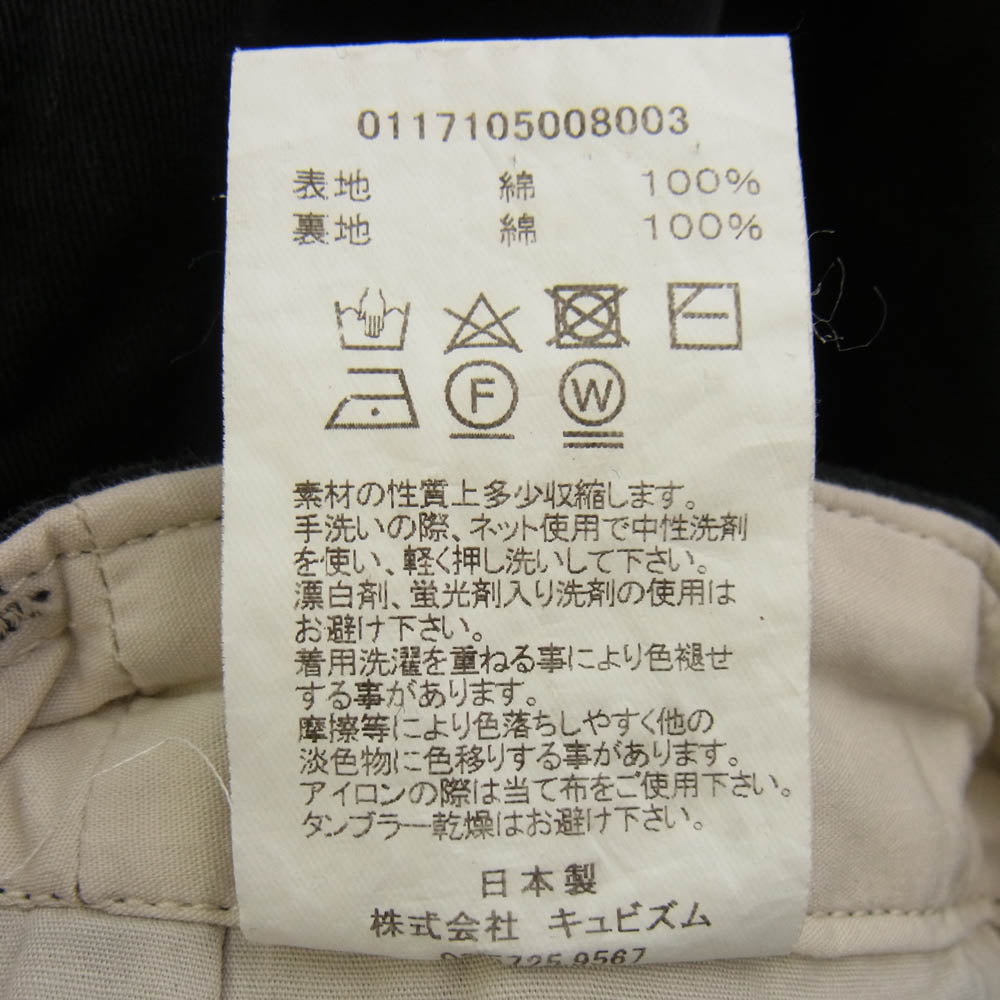 0117105008003
表地 綿 100%
裏地 綿 100%
F W
素材の性質上多少収縮します。
手洗いの際、ネット使用で中性洗剤
を使い、軽く押し洗いして下さい。
漂白剤、蛍光剤入り洗剤の使用は
お避け下さい。
着用洗濯を重ねる事により色褪せ
する事があります。
摩擦等により色落ちしやすく他の
淡色物に色移りする事があります。
アイロンの際は当て布をご使用下さい。
タンブラー乾燥はお避け下さい。
日本製
株式会社 キュビズム